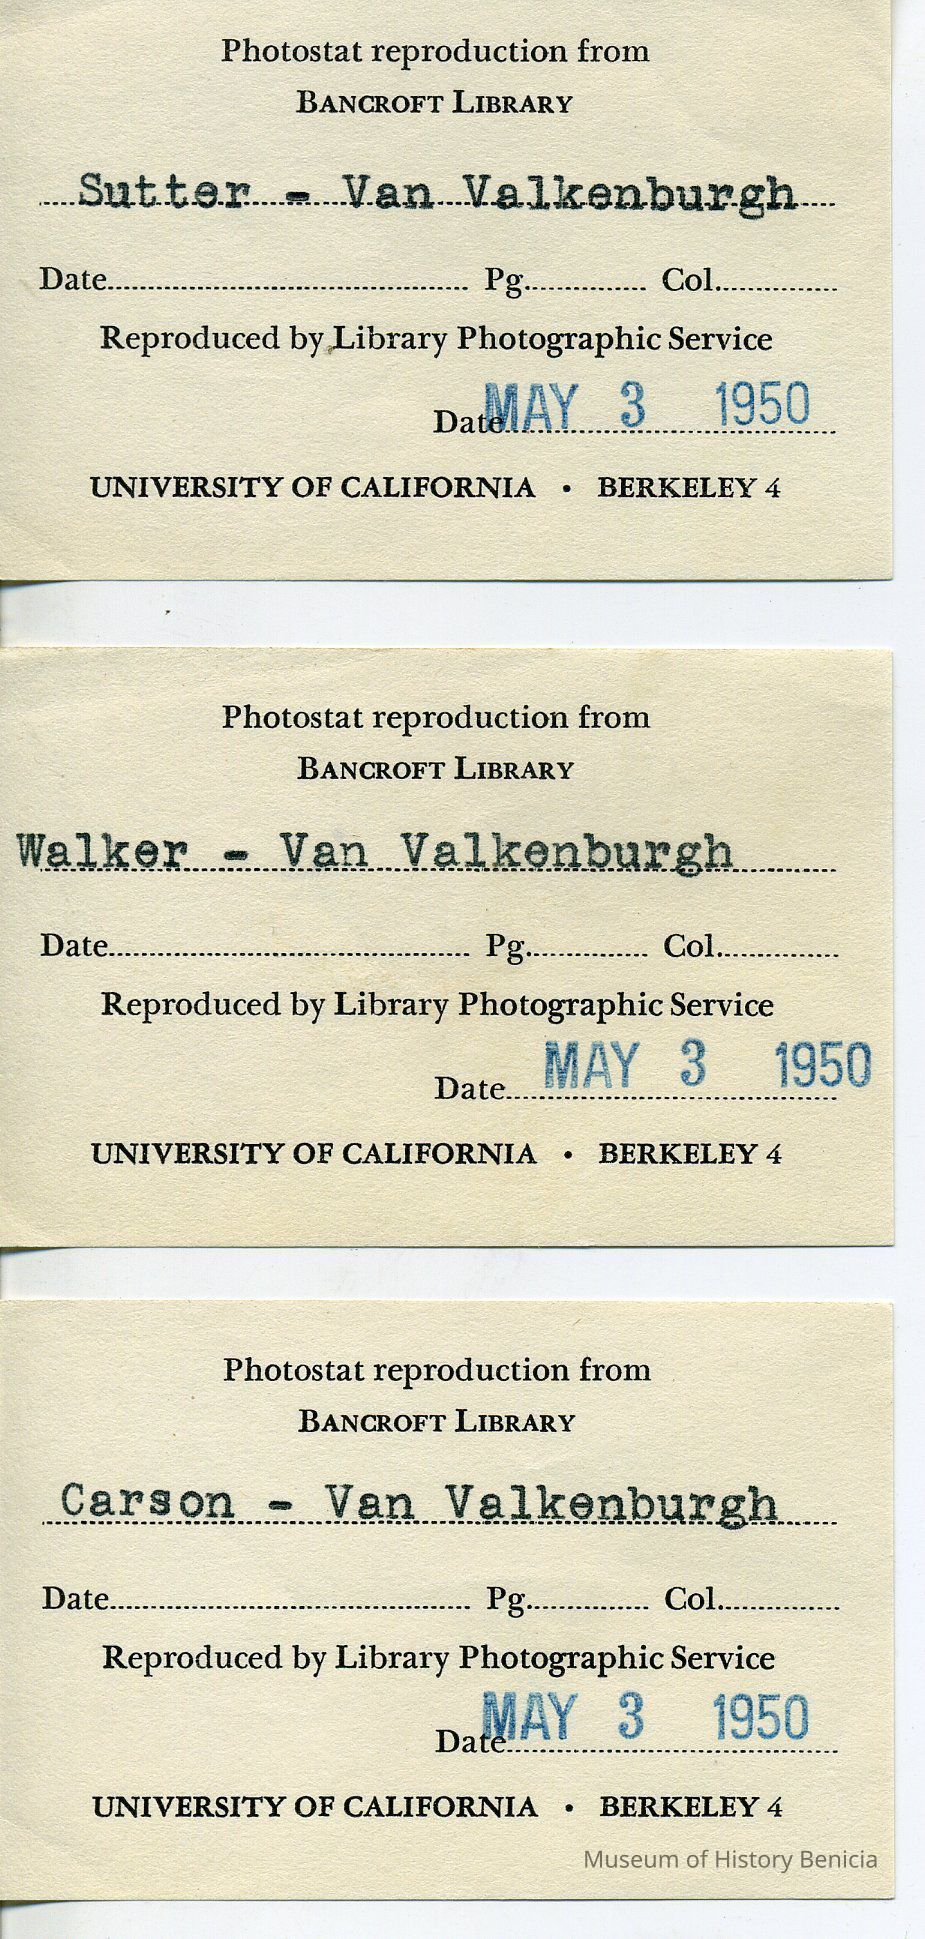 Photostat reproduction from
BANCROFT LIBRARY
Sutter - Van Valkenburgh
Date.......... Pg.......... Col..........
Reproduced by Library Photographic Service
Date MAY 3 1950
UNIVERSITY OF CALIFORNIA • BERKELEY 4
Photostat reproduction from
BANCROFT LIBRARY
Walker - Van Valkenburgh
Date.......... Pg.......... Col..........
Reproduced by Library Photographic Service
Date MAY 3 1950
UNIVERSITY OF CALIFORNIA • BERKELEY 4
Photostat reproduction from
BANCROFT LIBRARY
Carson - Van Valkenburgh
Date.......... Pg.......... Col..........
Reproduced by Library Photographic Service
Date MAY 3 1950
UNIVERSITY OF CALIFORNIA • BERKELEY 4
Museum of History Benicia